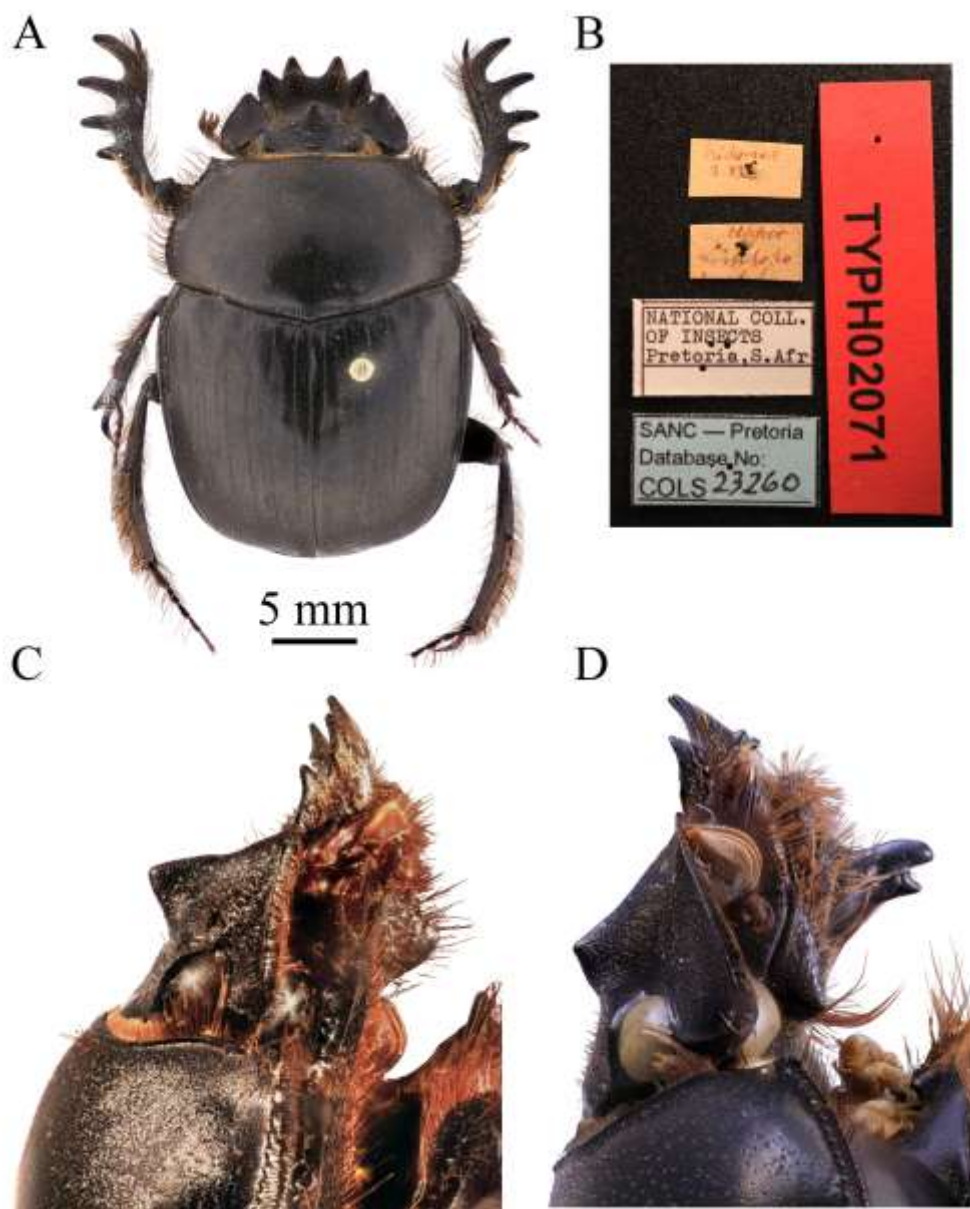 A
B
NATIONAL COLL.
OF INSECTS
Pretoria, S.Afr
SANC — Pretoria
Database No:
COLS 23260
TYPH02071
5 mm
C
D